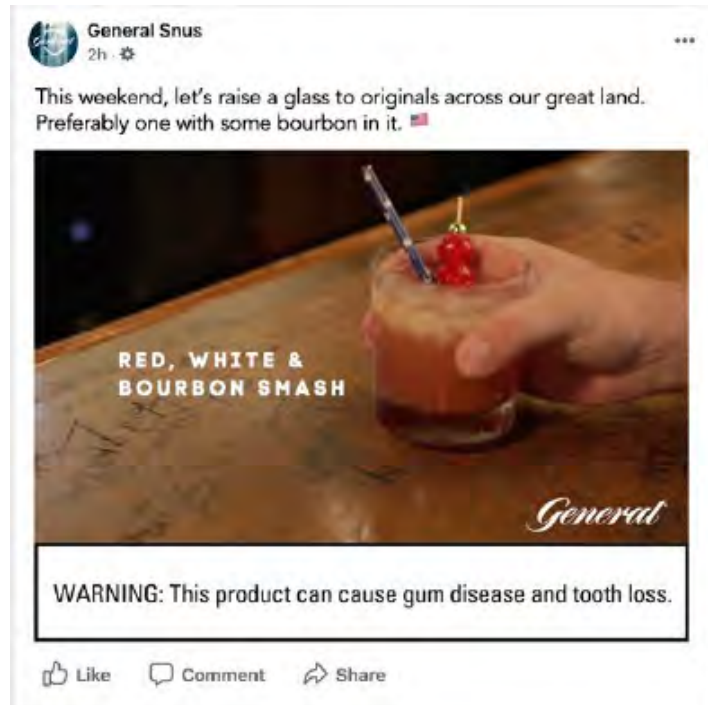 General Snus
2h
This weekend, let's raise a glass to originals across our great land.
Preferably one with some bourbon in it. 🇺🇸
RED, WHITE &
BOURBON SMASH
General
WARNING: This product can cause gum disease and tooth loss.
Like Comment Share